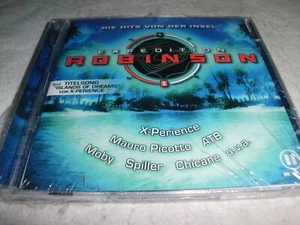 DIE HITS VON DER INSEL
EXPEDITION
ROBINSON
TITELSONG
"ISLANDS OF DREAMS"
VON X-PERIENCE
X-Perience
Mauro Picotto ATB
Moby Spiller Chicane u.v.a.